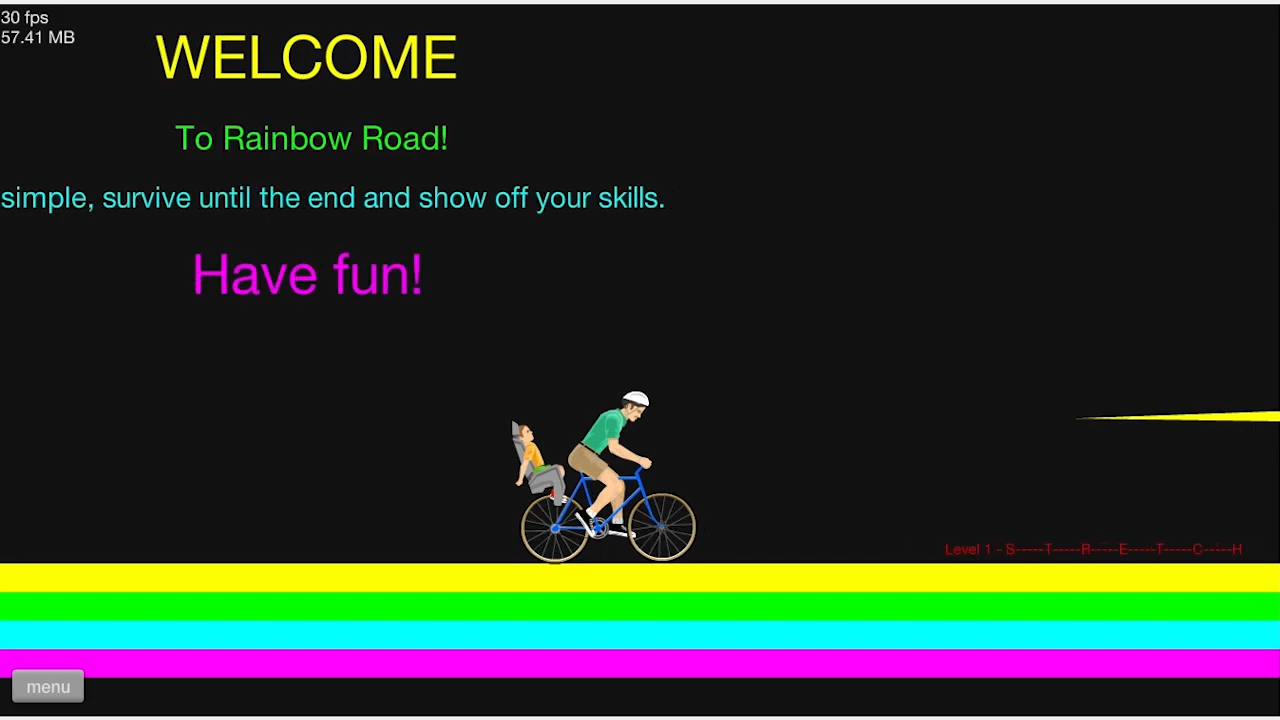 30 fps
57.41 MB
WELCOME
To Rainbow Road!
simple, survive until the end and show off your skills.
Have fun!
Level 1 - S-----T-----R-----E-----T-----C-----H
menu